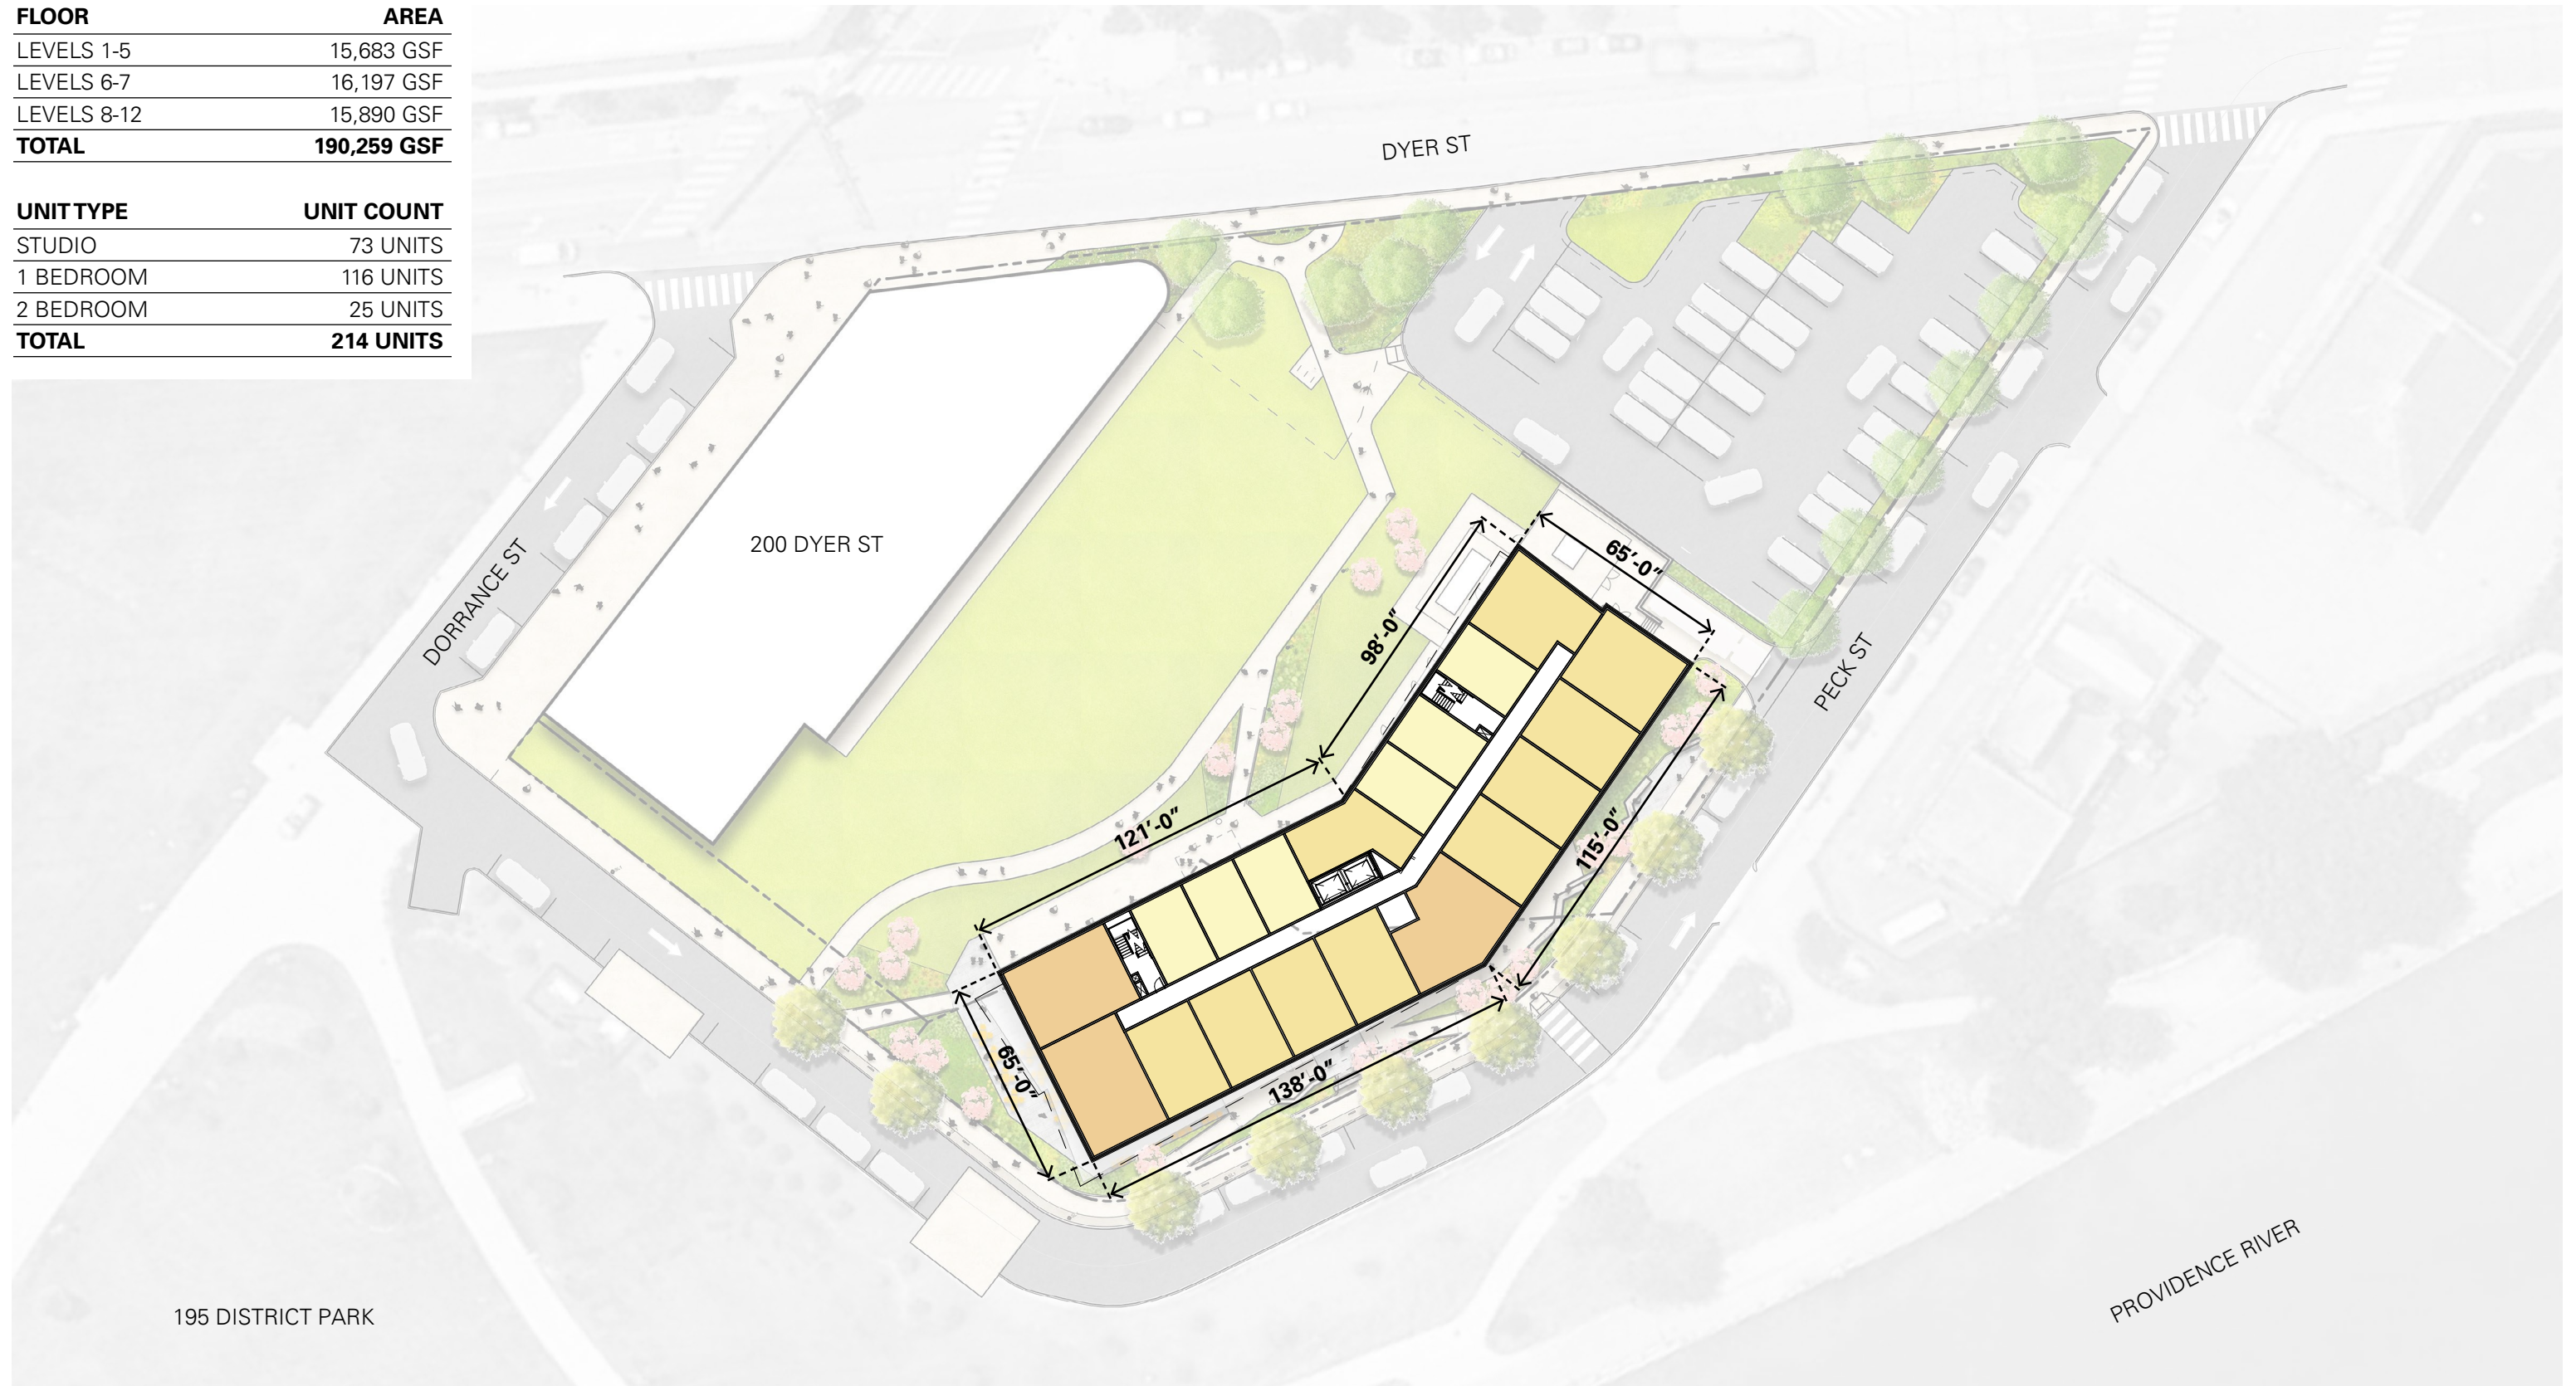 FLOOR AREA
LEVELS 1-5 15,683 GSF
LEVELS 6-7 16,197 GSF
LEVELS 8-12 15,890 GSF
TOTAL 190,259 GSF
UNIT TYPE UNIT COUNT
STUDIO 73 UNITS
1 BEDROOM 116 UNITS
2 BEDROOM 25 UNITS
TOTAL 214 UNITS
DYER ST
200 DYER ST
DORRANCE ST
PECK ST
65'-0"
98'-0"
121'-0"
115'-0"
65'-0"
138'-0"
195 DISTRICT PARK
PROVIDENCE RIVER